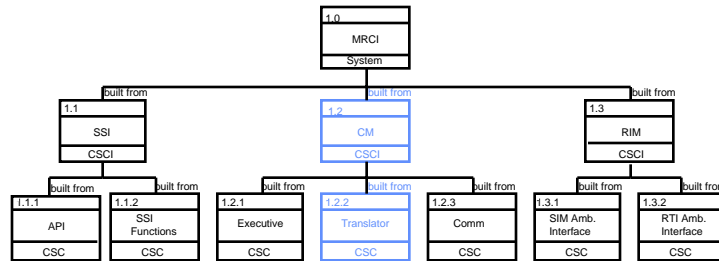 1.0
MRCI
System
built from
built from
built from
1.1
SSI
CSCI
1.2
CM
CSCI
1.3
RIM
CSCI
built from
built from
built from
built from
built from
built from
built from
I.1.1
API
CSC
1.1.2
SSI
Functions
CSC
1.2.1
Executive
CSC
1.2.2
Translator
CSC
1.2.3
Comm
CSC
1.3.1
SIM Amb.
Interface
CSC
1.3.2
RTI Amb.
Interface
CSC